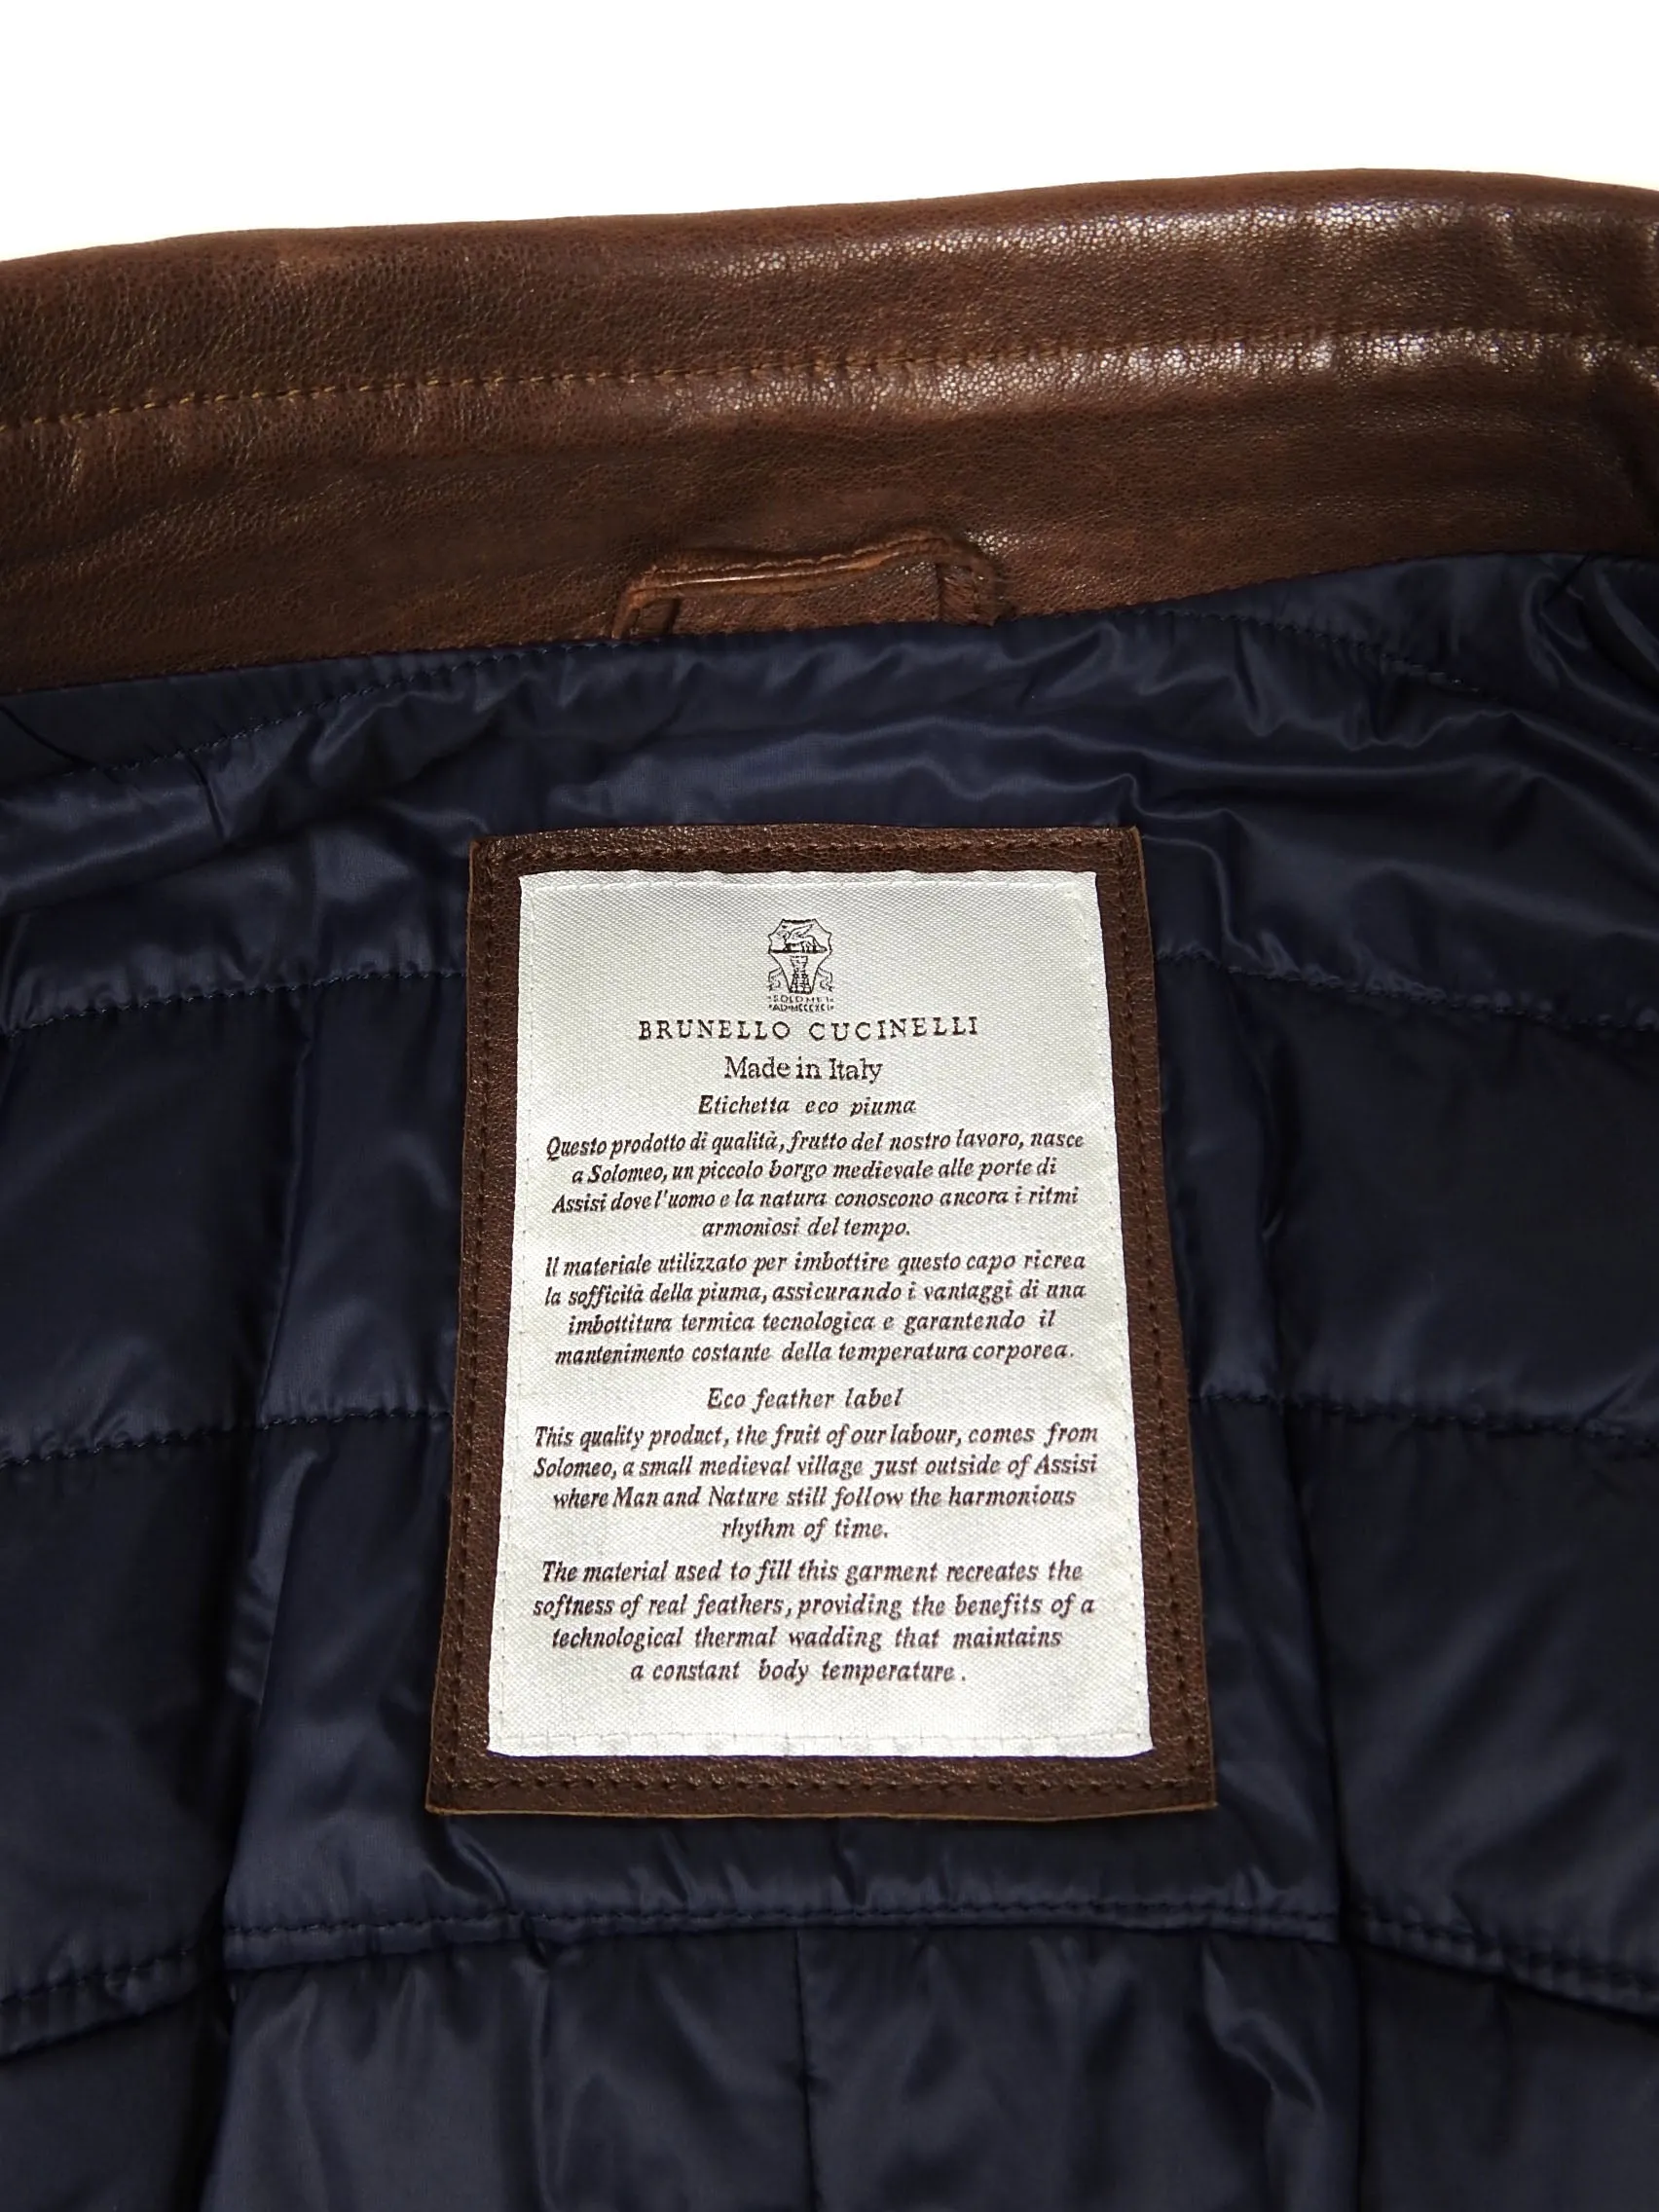 SOLOMEO
BRUNELLO CUCINELLI
Made in Italy
Etichetta eco piuma
Questo prodotto di qualità, frutto del nostro lavoro, nasce
a Solomeo, un piccolo borgo medievale alle porte di
Assisi dove l'uomo e la natura conoscono ancora i ritmi
armoniosi del tempo.
Il materiale utilizzato per imbottire questo capo ricrea
la sofficità della piuma, assicurando i vantaggi di una
imbottitura termica tecnologica e garantendo il
mantenimento costante della temperatura corporea.
Eco feather label
This quality product, the fruit of our labour, comes from
Solomeo, a small medieval village just outside of Assisi
where Man and Nature still follow the harmonious
rhythm of time.
The material used to fill this garment recreates the
softness of real feathers, providing the benefits of a
technological thermal wadding that maintains
a constant body temperature.